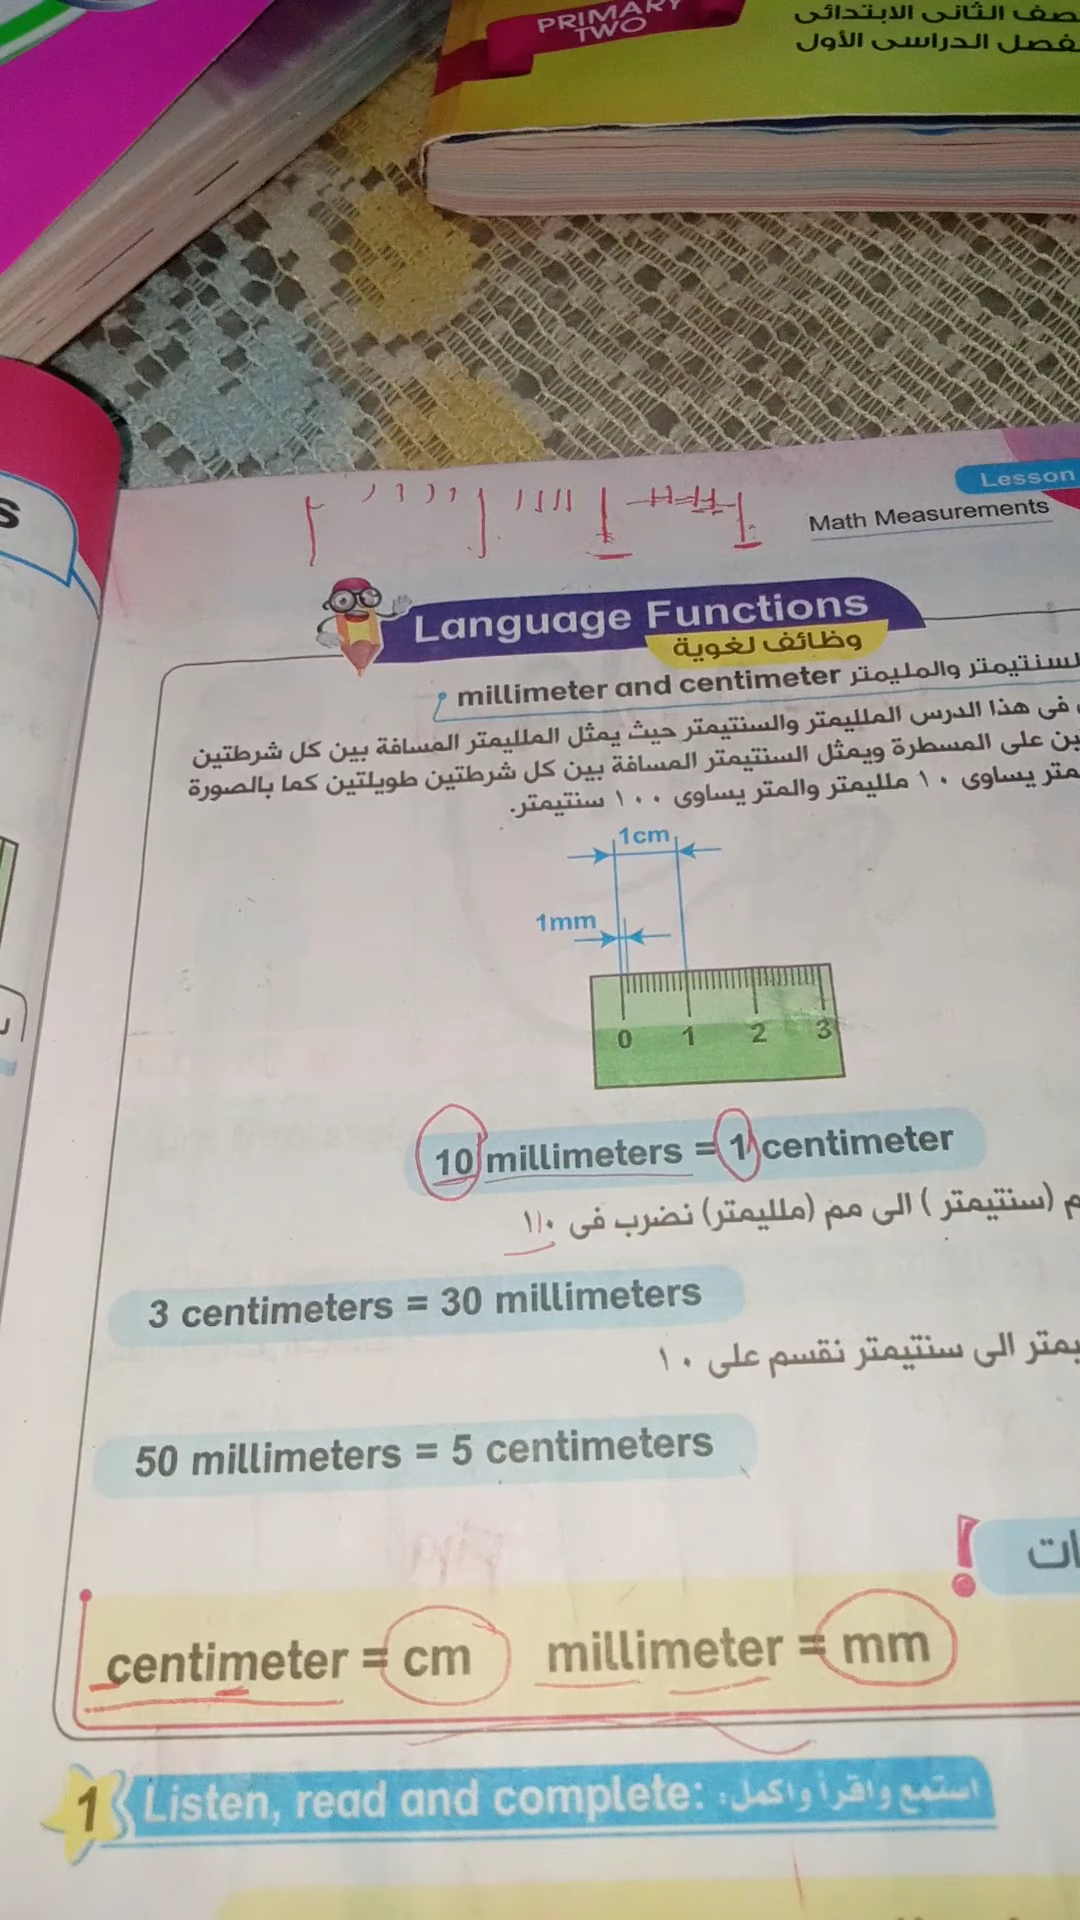 PRIMARY
TWO
الصف الثانى الابتدائى
الفصل الدراسى الأول
Lesson
Math Measurements
Language Functions
وظائف لغوية
millimeter and centimeter السنتيمتر والمليمتر
فى هذا الدرس الملليمتر والسنتيمتر حيث يمثل الملليمتر المسافة بين كل شرطتين
على المسطرة ويمثل السنتيمتر المسافة بين كل شرطتين طويلتين كما بالصورة
يساوى ١٠ ملليمتر والمتر يساوى ١٠٠ سنتيمتر.
1cm
1mm
0 1 2 3
10 millimeters = 1 centimeter
(سنتيمتر) الى مم (ملليمتر) نضرب فى ١٠
3 centimeters = 30 millimeters
الى سنتيمتر نقسم على ١٠
50 millimeters = 5 centimeters
!
centimeter = cm millimeter = mm
1 Listen, read and complete: استمع واقرأ واكمل: